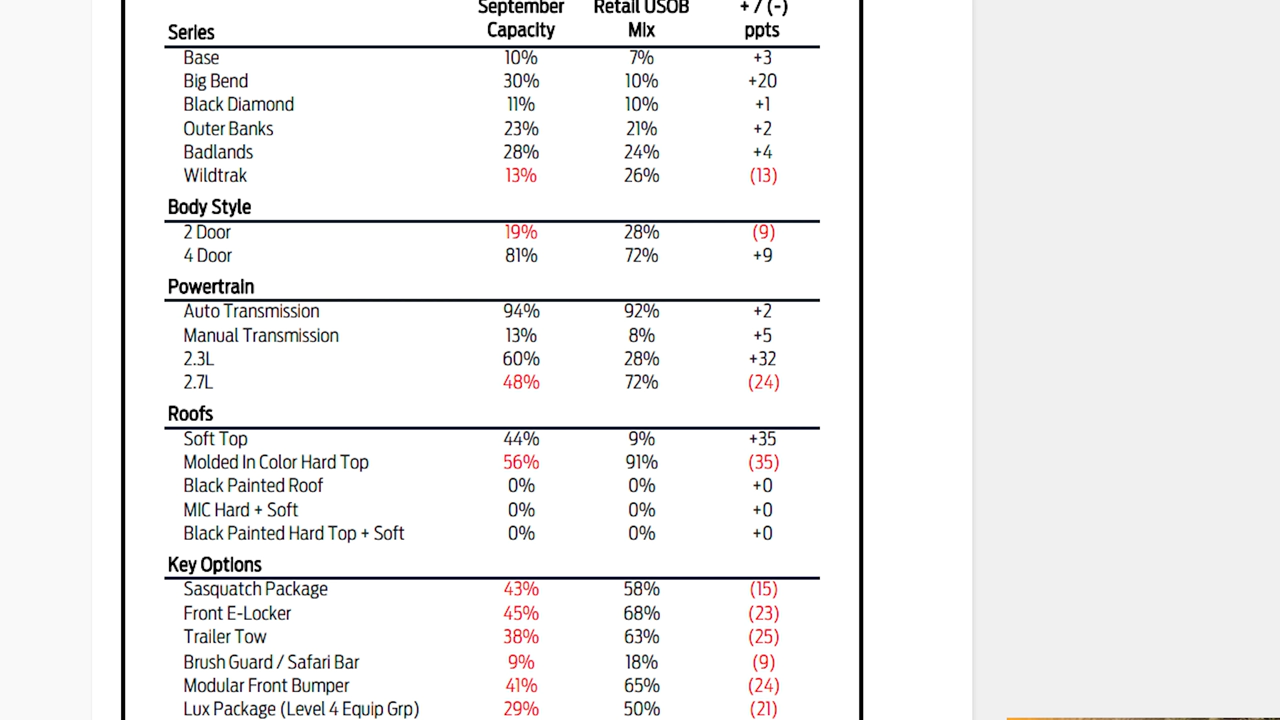 September Retail USOB + / (-)
Series Capacity Mix ppts
Base 10% 7% +3
Big Bend 30% 10% +20
Black Diamond 11% 10% +1
Outer Banks 23% 21% +2
Badlands 28% 24% +4
Wildtrak 13% 26% (13)
Body Style
2 Door 19% 28% (9)
4 Door 81% 72% +9
Powertrain
Auto Transmission 94% 92% +2
Manual Transmission 13% 8% +5
2.3L 60% 28% +32
2.7L 48% 72% (24)
Roofs
Soft Top 44% 9% +35
Molded In Color Hard Top 56% 91% (35)
Black Painted Roof 0% 0% +0
MIC Hard + Soft 0% 0% +0
Black Painted Hard Top + Soft 0% 0% +0
Key Options
Sasquatch Package 43% 58% (15)
Front E-Locker 45% 68% (23)
Trailer Tow 38% 63% (25)
Brush Guard / Safari Bar 9% 18% (9)
Modular Front Bumper 41% 65% (24)
Lux Package (Level 4 Equip Grp) 29% 50% (21)